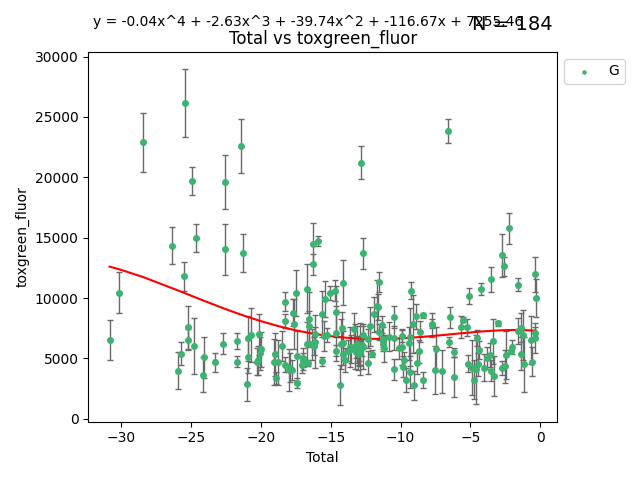 y = -0.04x^4 + -2.63x^3 + -39.74x^2 + -116.67x + 7255.46
N = 184
Total vs toxgreen_fluor
G
30000
25000
20000
15000
10000
5000
0
toxgreen_fluor
−30 −25 −20 −15 −10 −5 0
Total